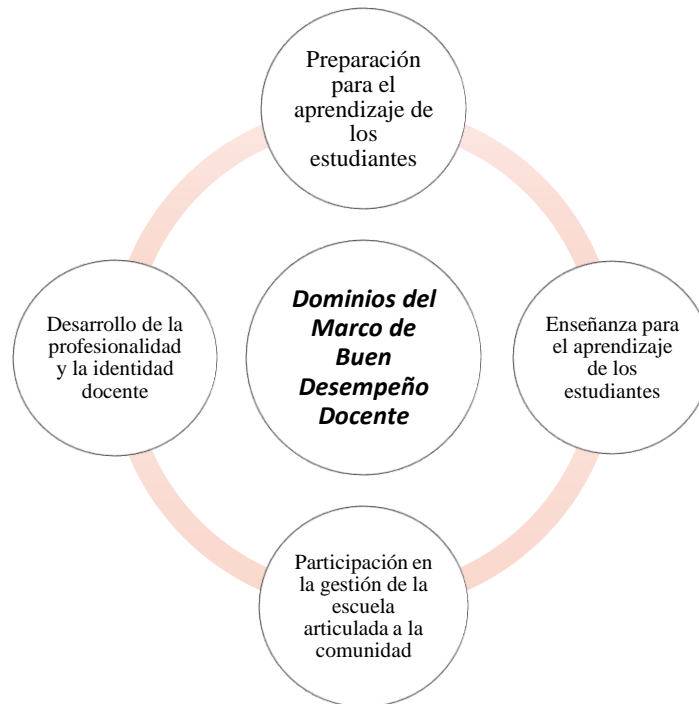 Preparación
para el
aprendizaje de
los
estudiantes
Dominios del
Marco de
Buen
Desempeño
Docente
Enseñanza para
el aprendizaje
de los
estudiantes
Participación en
la gestión de la
escuela
articulada a la
comunidad
Desarrollo de la
profesionalidad
y la identidad
docente